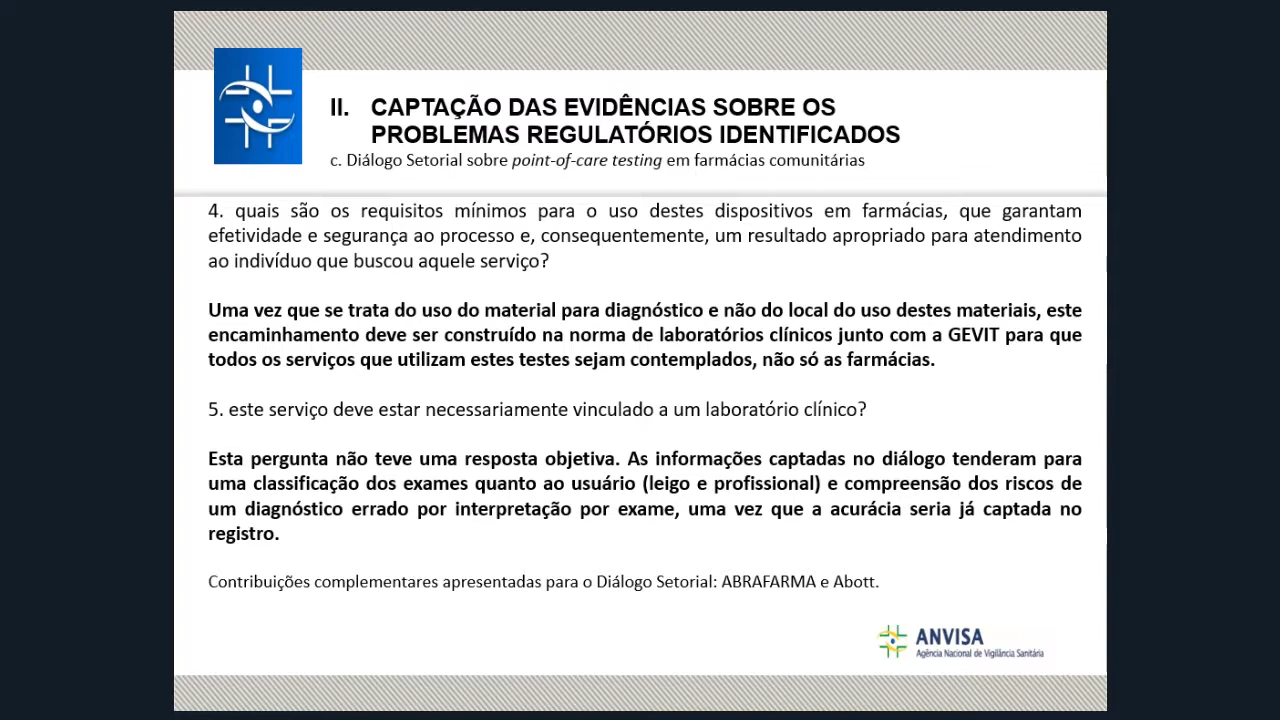 II. CAPTAÇÃO DAS EVIDÊNCIAS SOBRE OS
PROBLEMAS REGULATÓRIOS IDENTIFICADOS
c. Diálogo Setorial sobre point-of-care testing em farmácias comunitárias
4. quais são os requisitos mínimos para o uso destes dispositivos em farmácias, que garantam
efetividade e segurança ao processo e, consequentemente, um resultado apropriado para atendimento
ao indivíduo que buscou aquele serviço?
Uma vez que se trata do uso do material para diagnóstico e não do local do uso destes materiais, este
encaminhamento deve ser construído na norma de laboratórios clínicos junto com a GEVIT para que
todos os serviços que utilizam estes testes sejam contemplados, não só as farmácias.
5. este serviço deve estar necessariamente vinculado a um laboratório clínico?
Esta pergunta não teve uma resposta objetiva. As informações captadas no diálogo tenderam para
uma classificação dos exames quanto ao usuário (leigo e profissional) e compreensão dos riscos de
um diagnóstico errado por interpretação por exame, uma vez que a acurácia seria já captada no
registro.
Contribuições complementares apresentadas para o Diálogo Setorial: ABRAFARMA e Abott.
ANVISA
Agência Nacional de Vigilância Sanitária